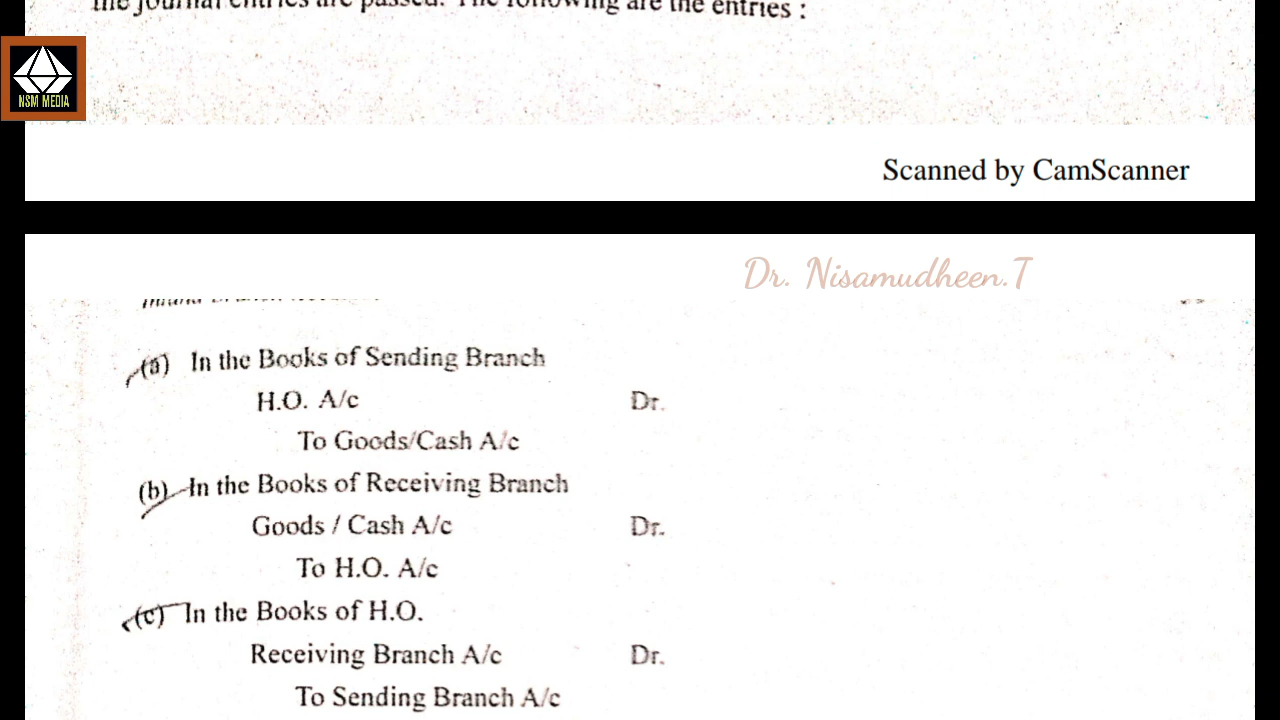 the journal entries are passed. The following are the entries :
NSM MEDIA
Scanned by CamScanner
Dr. Nisamudheen.T
(a) In the Books of Sending Branch
H.O. A/c Dr.
To Goods/Cash A/c
(b) In the Books of Receiving Branch
Goods / Cash A/c Dr.
To H.O. A/c
(c) In the Books of H.O.
Receiving Branch A/c Dr.
To Sending Branch A/c